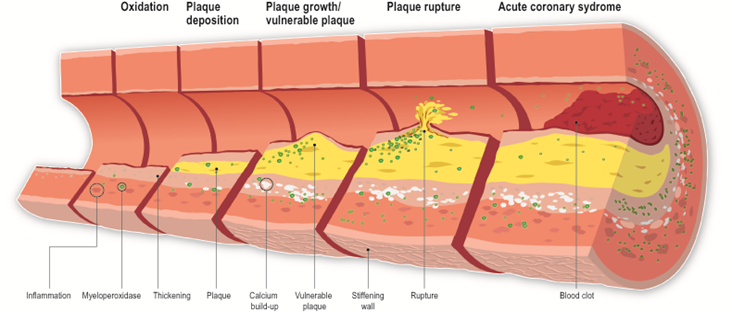 Oxidation
Plaque
deposition
Plaque growth/
vulnerable plaque
Plaque rupture
Acute coronary sydrome
Inflammation
Myeloperoxidase
Thickening
Plaque
Calcium
build-up
Vulnerable
plaque
Stiffening
wall
Rupture
Blood clot